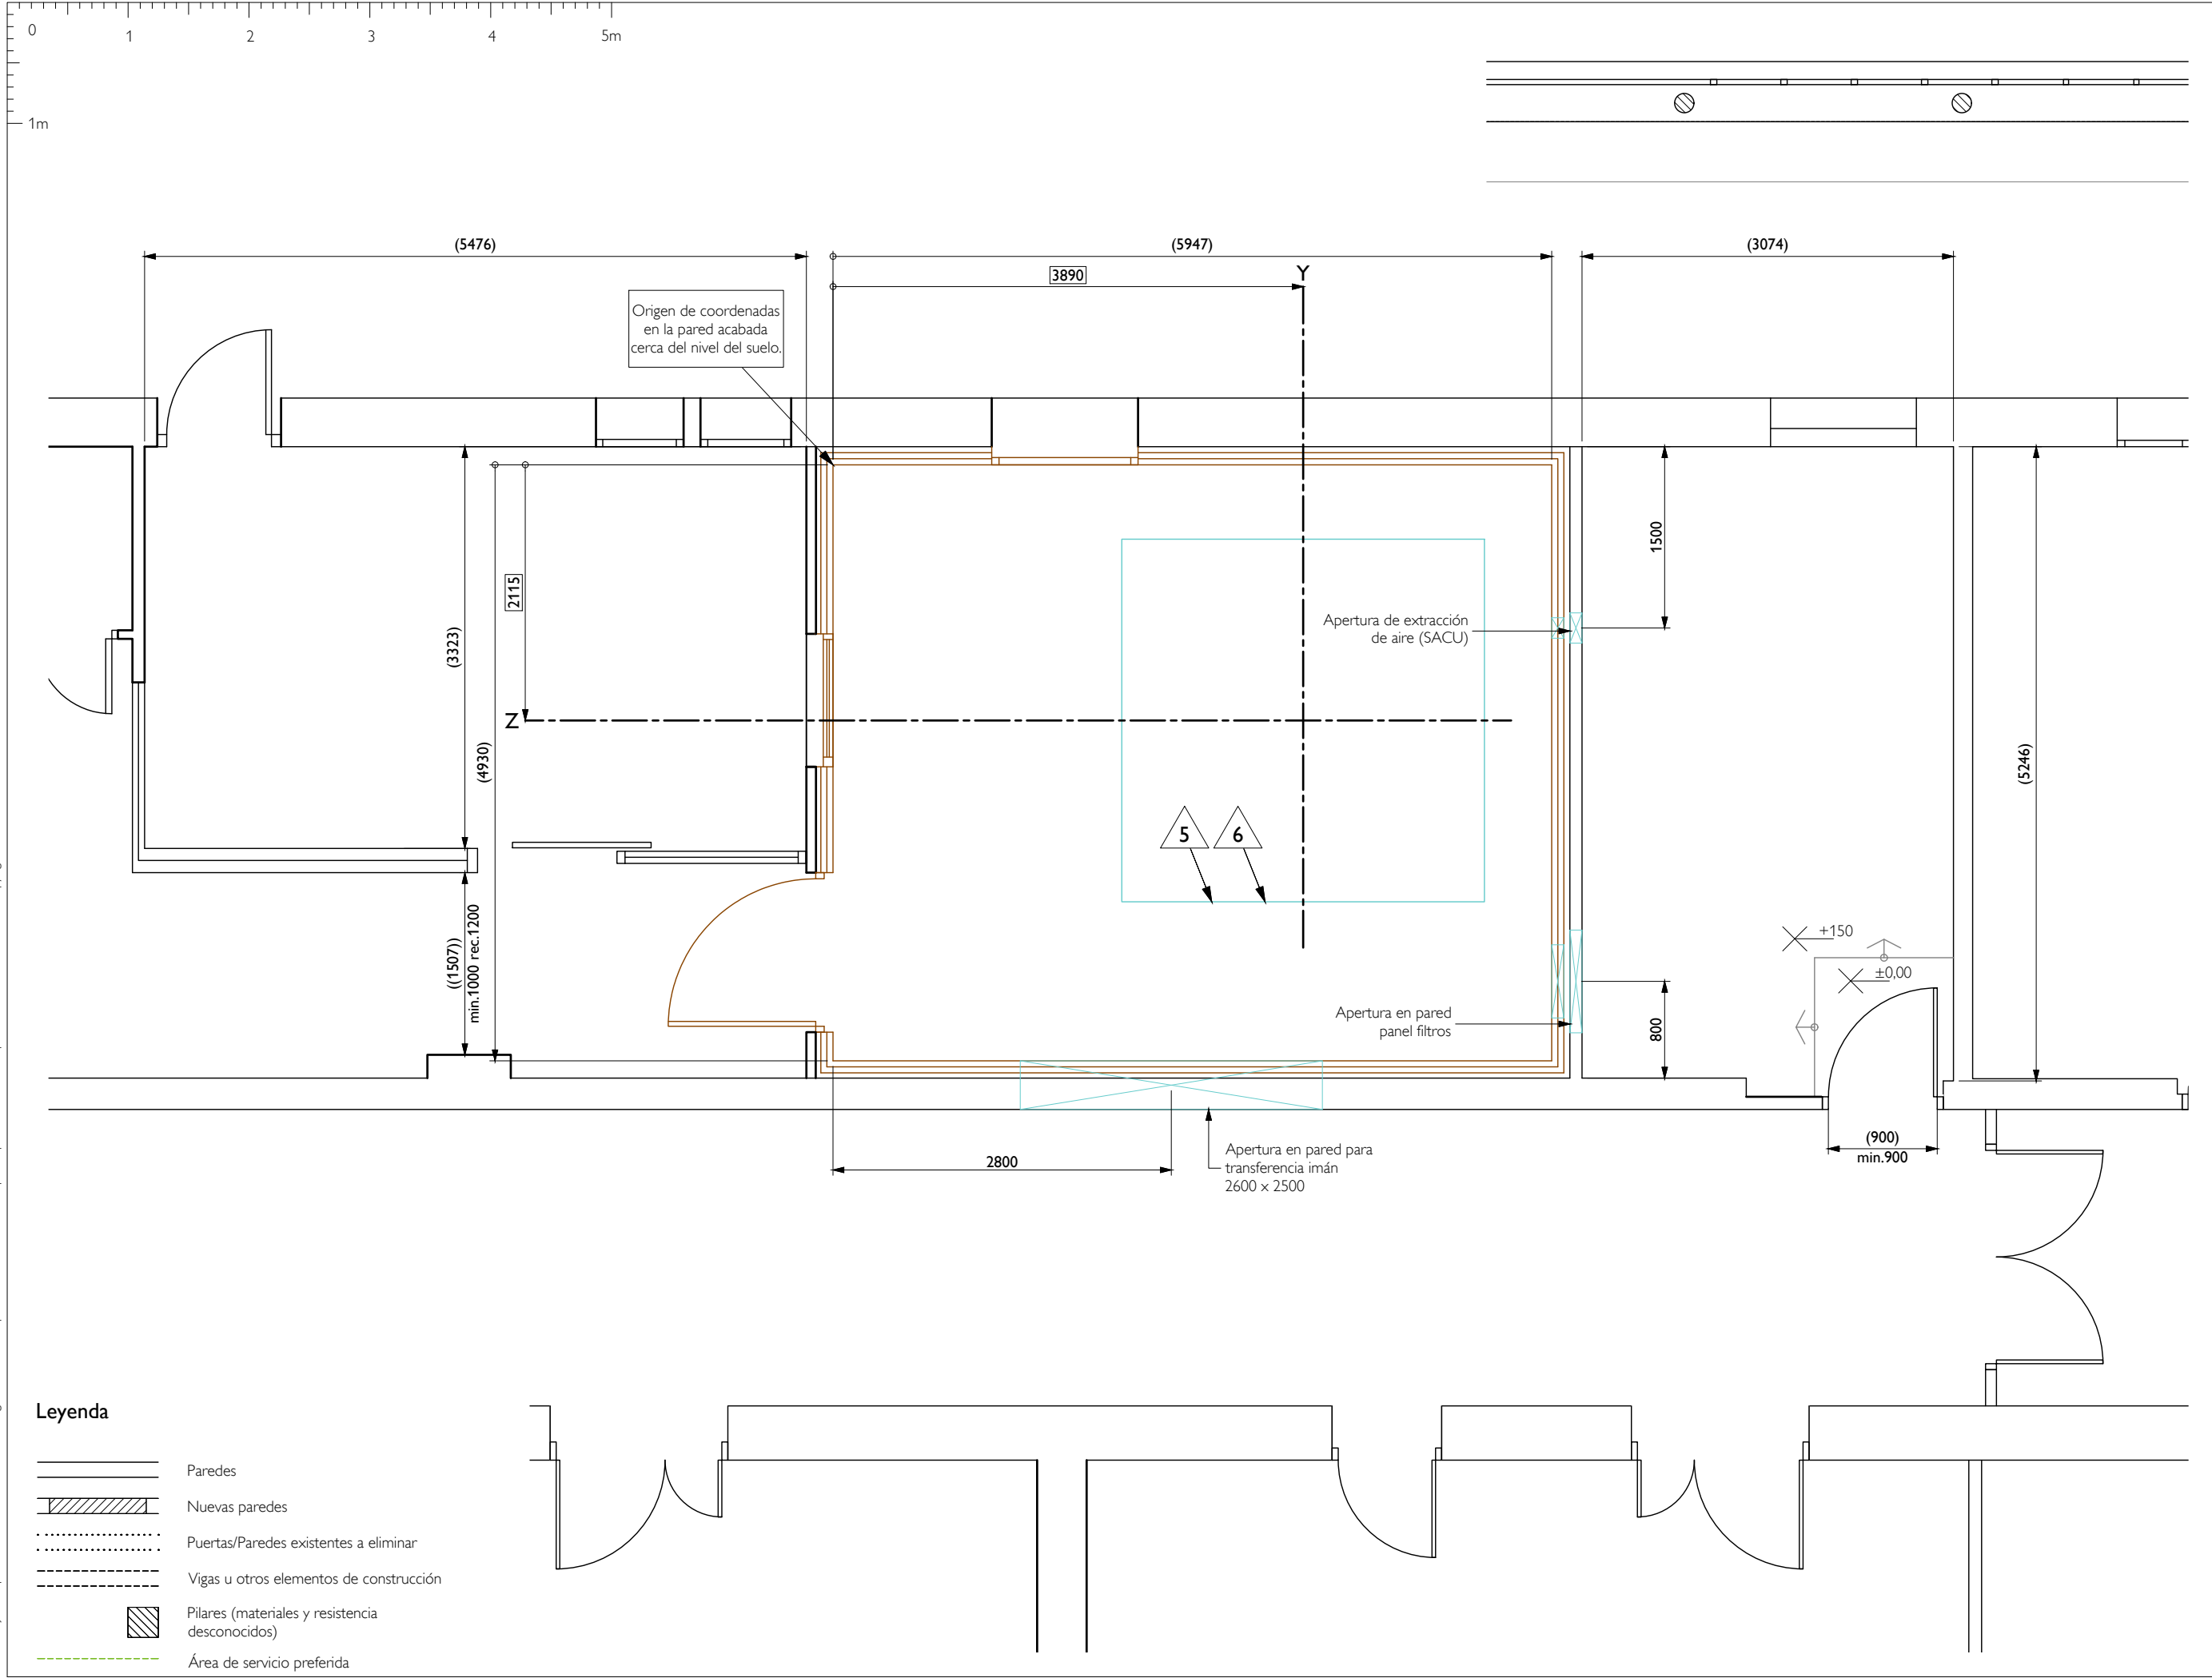 0
1
2
3
4
5m
1m
(5476)
(5947)
(3074)
3890
Y
Origen de coordenadas
en la pared acabada
cerca del nivel del suelo.
1500
2115
Apertura de extracción
de aire (SACU)
(3323)
Z
(4930)
(5246)
5
6
((1507))
min.1000 rec.1200
+150
±0,00
Apertura en pared
panel filtros
800
(900)
min.900
2800
Apertura en pared para
transferencia imán
2600 x 2500
Leyenda
Paredes
Nuevas paredes
Puertas/Paredes existentes a eliminar
Vigas u otros elementos de construcción
Pilares (materiales y resistencia
desconocidos)
Área de servicio preferida